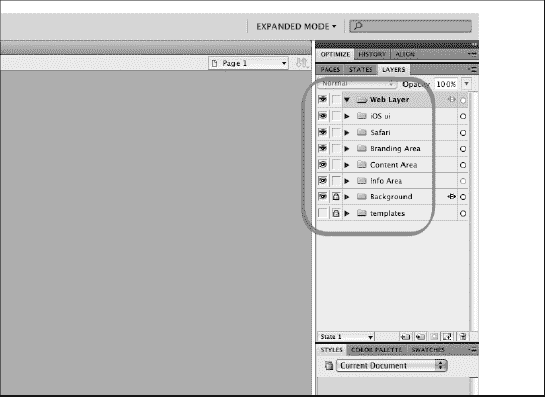 EXPANDED MODE
Page 1
OPTIMIZE HISTORY ALIGN
PAGES STATES LAYERS
Normal Opacity 100%
Web Layer
iOS ui
Safari
Branding Area
Content Area
Info Area
Background
templates
State 1
STYLES COLOR PALETTE SWATCHES
Current Document